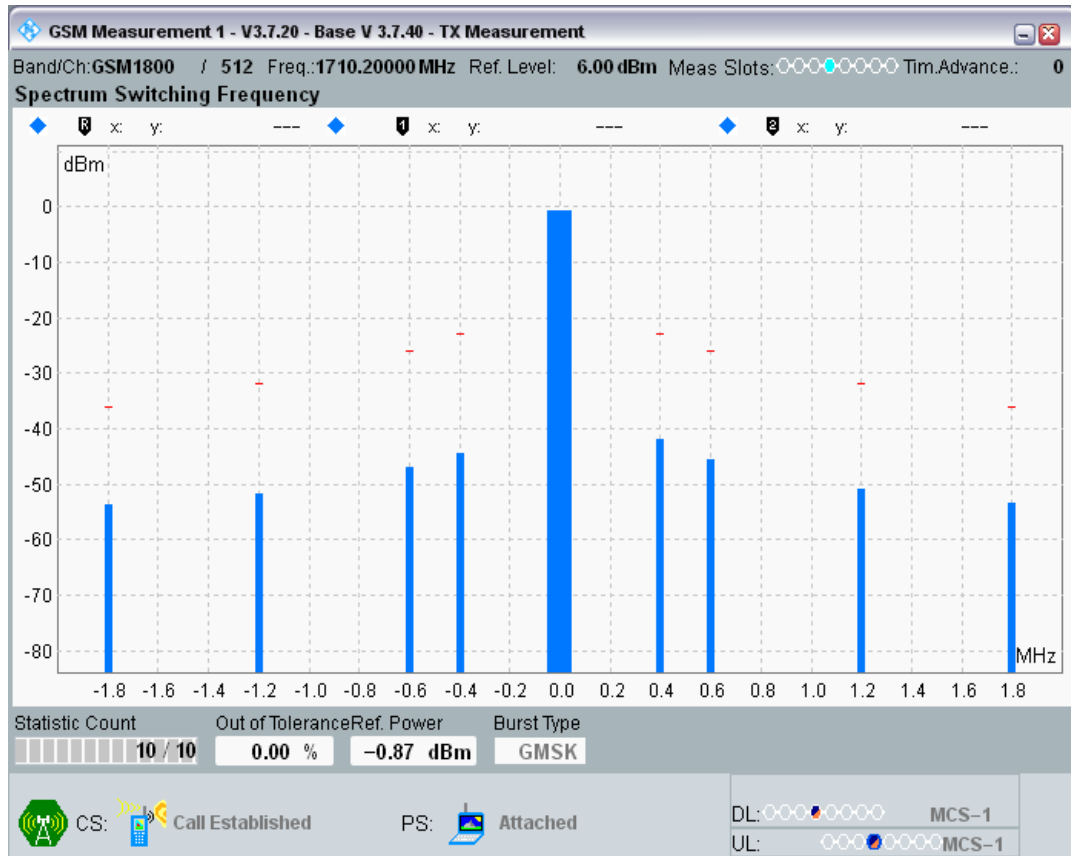 GSM Measurement 1 - V3.7.20 - Base V 3.7.40 - TX Measurement
Band/Ch:GSM1800 / 512 Freq.:1710.20000 MHz Ref. Level: 6.00 dBm Meas Slots: Tim.Advance.: 0
Spectrum Switching Frequency
R x: y: --- 1 x: y: --- 2 x: y: ---
dBm
0
-10
-20
-30
-40
-50
-60
-70
-80
MHz
-1.8 -1.6 -1.4 -1.2 -1.0 -0.8 -0.6 -0.4 -0.2 0.0 0.2 0.4 0.6 0.8 1.0 1.2 1.4 1.6 1.8
Statistic Count Out of Tolerance Ref. Power Burst Type
10 / 10 0.00 % −0.87 dBm GMSK
CS: Call Established PS: Attached
DL: MCS−1
UL: MCS−1